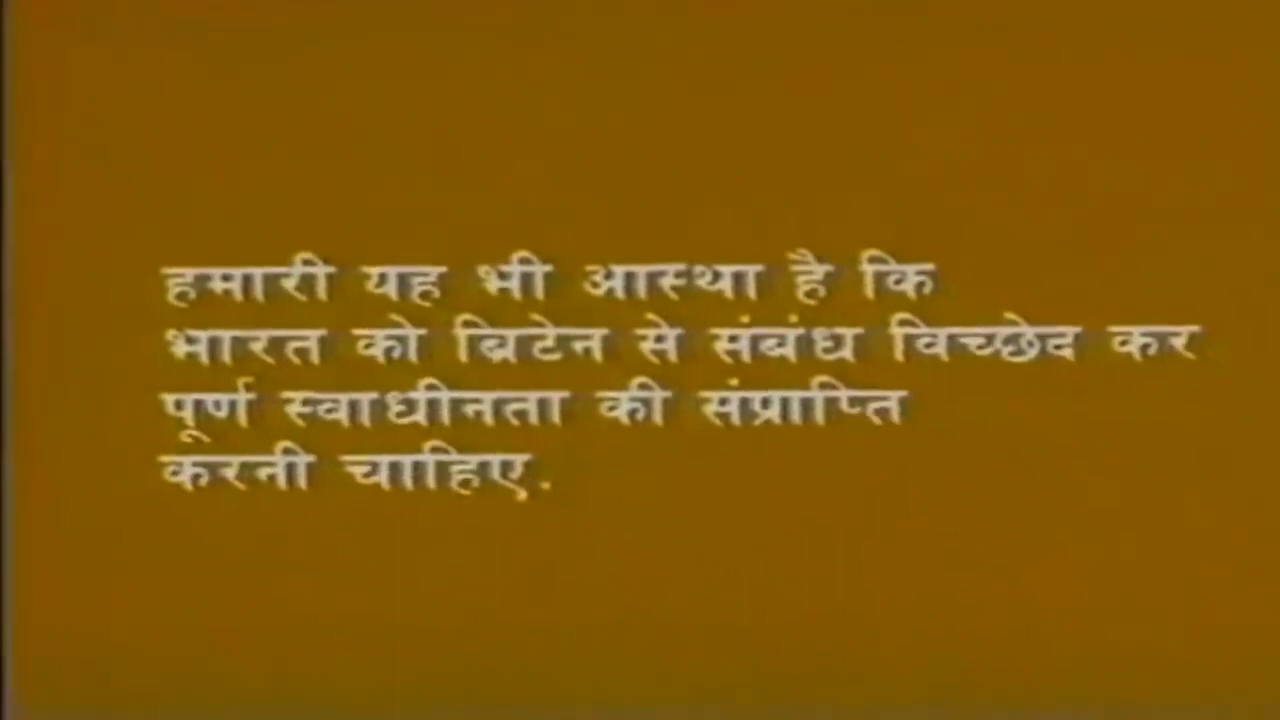 हमारी यह भी आस्था है कि
भारत को ब्रिटेन से संबंध विच्छेद कर
पूर्ण स्वाधीनता की संप्राप्ति
करनी चाहिए.